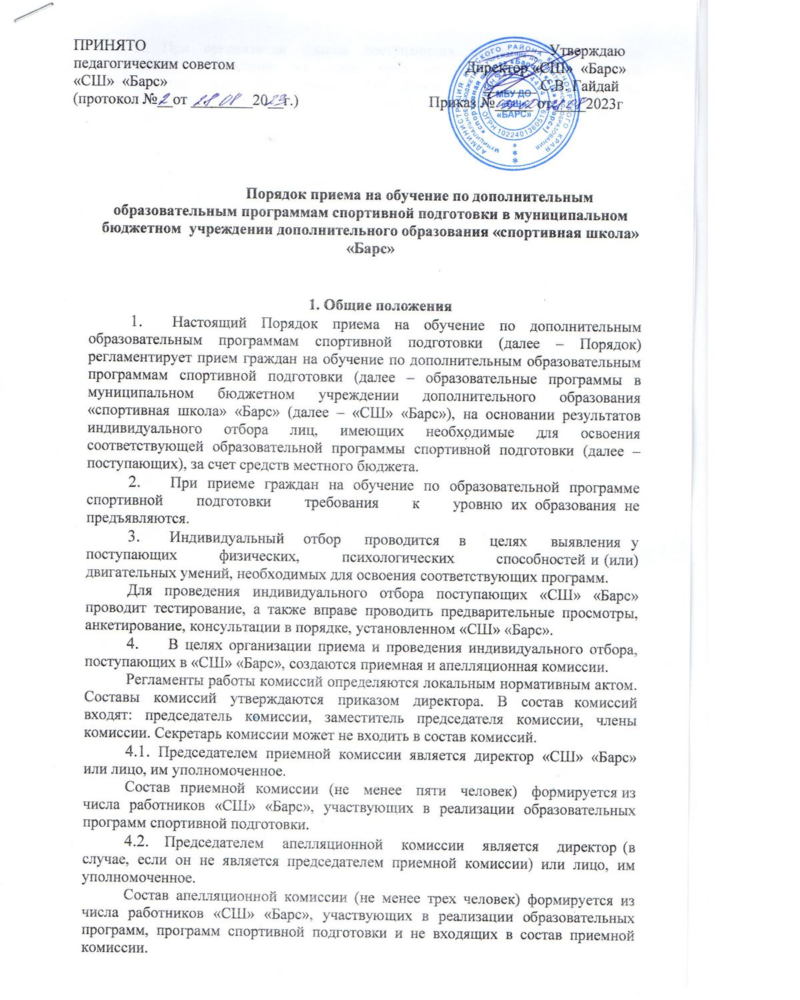 ПРИНЯТО
педагогическим советом
«СШ»  «Барс»
(протокол № 2 от 28 08 2023г.)
Утверждаю
Директор «СШ»  «Барс»
С.В. Гайдай
Приказ № от 28 08 2023г
АДМИНИСТРАЦИЯ КАНСКОГО РАЙОНА КРАСНОЯРСКОГО КРАЯ
МБУ ДО
«СШ»
«БАРС»
ОГРН 1022401360519
Порядок приема на обучение по дополнительным
образовательным программам спортивной подготовки в муниципальном
бюджетном  учреждении дополнительного образования «спортивная школа»
«Барс»
1. Общие положения
1. Настоящий Порядок приема на обучение по дополнительным
образовательным программам спортивной подготовки (далее – Порядок)
регламентирует прием граждан на обучение по дополнительным образовательным
программам спортивной подготовки (далее – образовательные программы в
муниципальном бюджетном учреждении дополнительного образования
«спортивная школа» «Барс» (далее – «СШ» «Барс»), на основании результатов
индивидуального отбора лиц, имеющих необходимые для освоения
соответствующей образовательной программы спортивной подготовки (далее –
поступающих), за счет средств местного бюджета.
2. При приеме граждан на обучение по образовательной программе
спортивной подготовки требования к уровню их образования не
предъявляются.
3. Индивидуальный отбор проводится в целях выявления у
поступающих физических, психологических способностей и (или)
двигательных умений, необходимых для освоения соответствующих программ.
Для проведения индивидуального отбора поступающих «СШ» «Барс»
проводит тестирование, а также вправе проводить предварительные просмотры,
анкетирование, консультации в порядке, установленном «СШ» «Барс».
4. В целях организации приема и проведения индивидуального отбора,
поступающих в «СШ» «Барс», создаются приемная и апелляционная комиссии.
Регламенты работы комиссий определяются локальным нормативным актом.
Составы комиссий утверждаются приказом директора. В состав комиссий
входят: председатель комиссии, заместитель председателя комиссии, члены
комиссии. Секретарь комиссии может не входить в состав комиссий.
4.1. Председателем приемной комиссии является директор «СШ» «Барс»
или лицо, им уполномоченное.
Состав приемной комиссии (не менее пяти человек) формируется из
числа работников «СШ» «Барс», участвующих в реализации образовательных
программ спортивной подготовки.
4.2. Председателем апелляционной комиссии является директор (в
случае, если он не является председателем приемной комиссии) или лицо, им
уполномоченное.
Состав апелляционной комиссии (не менее трех человек) формируется из
числа работников «СШ» «Барс», участвующих в реализации образовательных
программ, программ спортивной подготовки и не входящих в состав приемной
комиссии.